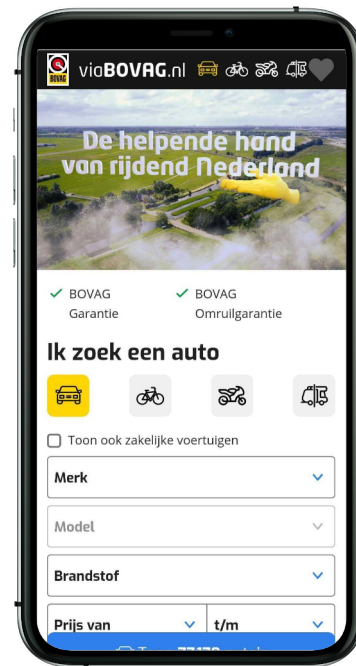 BOVAG
viaBOVAG.nl
De helpende hand
van rijdend Nederland
BOVAG
Garantie
BOVAG
Omruilgarantie
Ik zoek een auto
Toon ook zakelijke voertuigen
Merk
Model
Brandstof
Prijs van
t/m